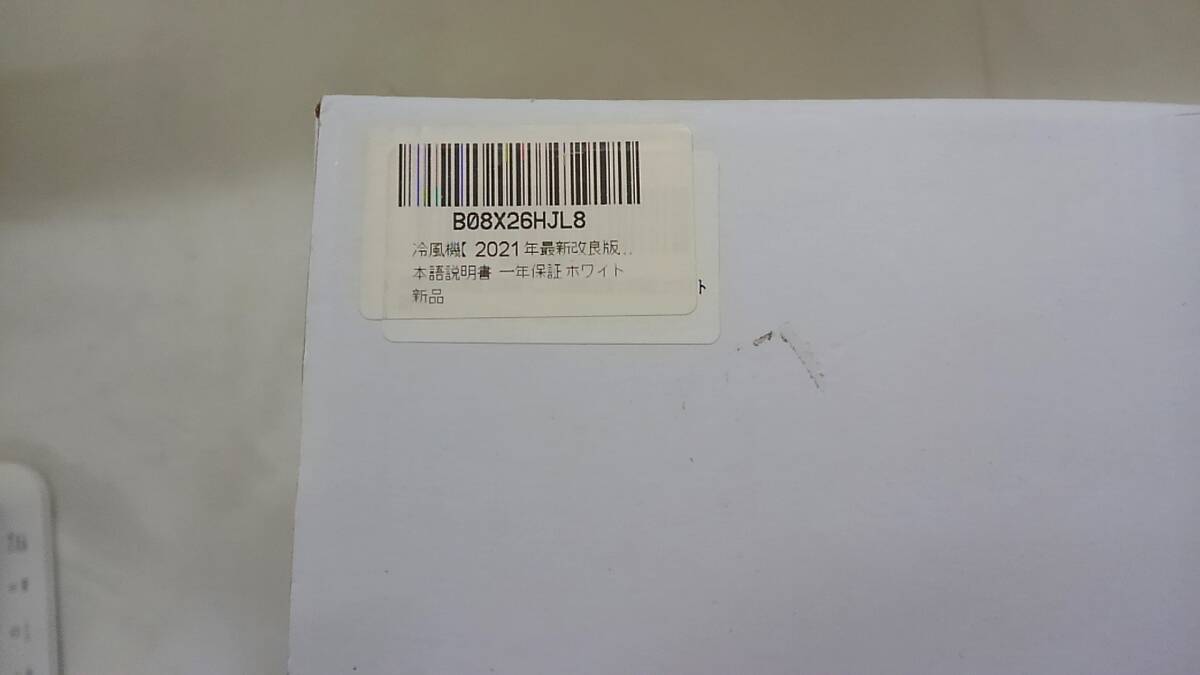 B08X26HJL8
冷風機【 2021年最新改良版...
本語説明書 一年保証 ホワイト
新品
ト